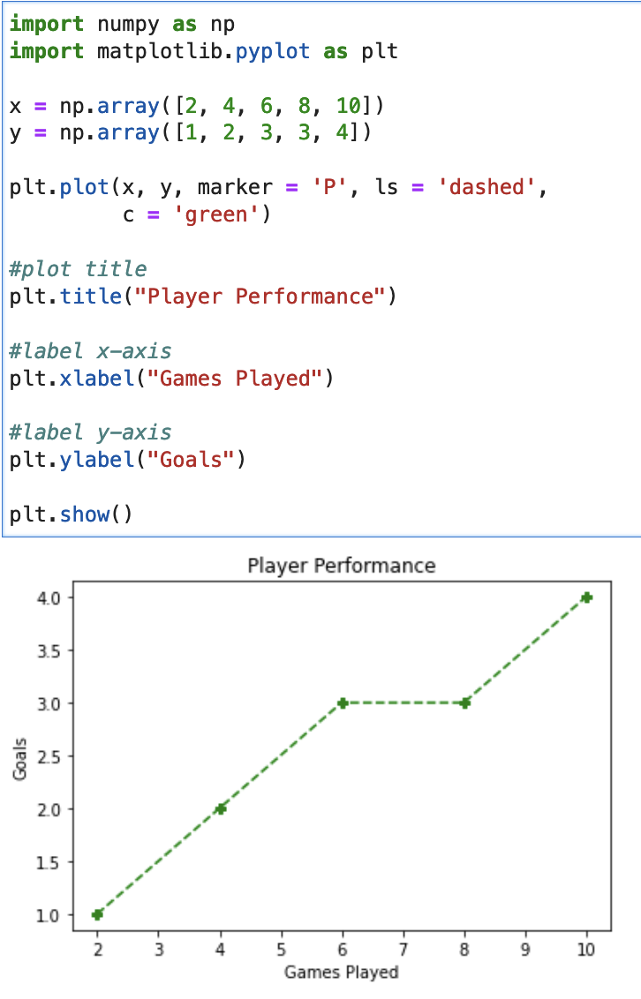 import numpy as np
import matplotlib.pyplot as plt
x = np.array([2, 4, 6, 8, 10])
y = np.array([1, 2, 3, 3, 4])
plt.plot(x, y, marker = 'P', ls = 'dashed',
         c = 'green')
#plot title
plt.title("Player Performance")
#label x-axis
plt.xlabel("Games Played")
#label y-axis
plt.ylabel("Goals")
plt.show()
Player Performance
4.0
3.5
3.0
2.5
2.0
1.5
1.0
Goals
2 3 4 5 6 7 8 9 10
Games Played